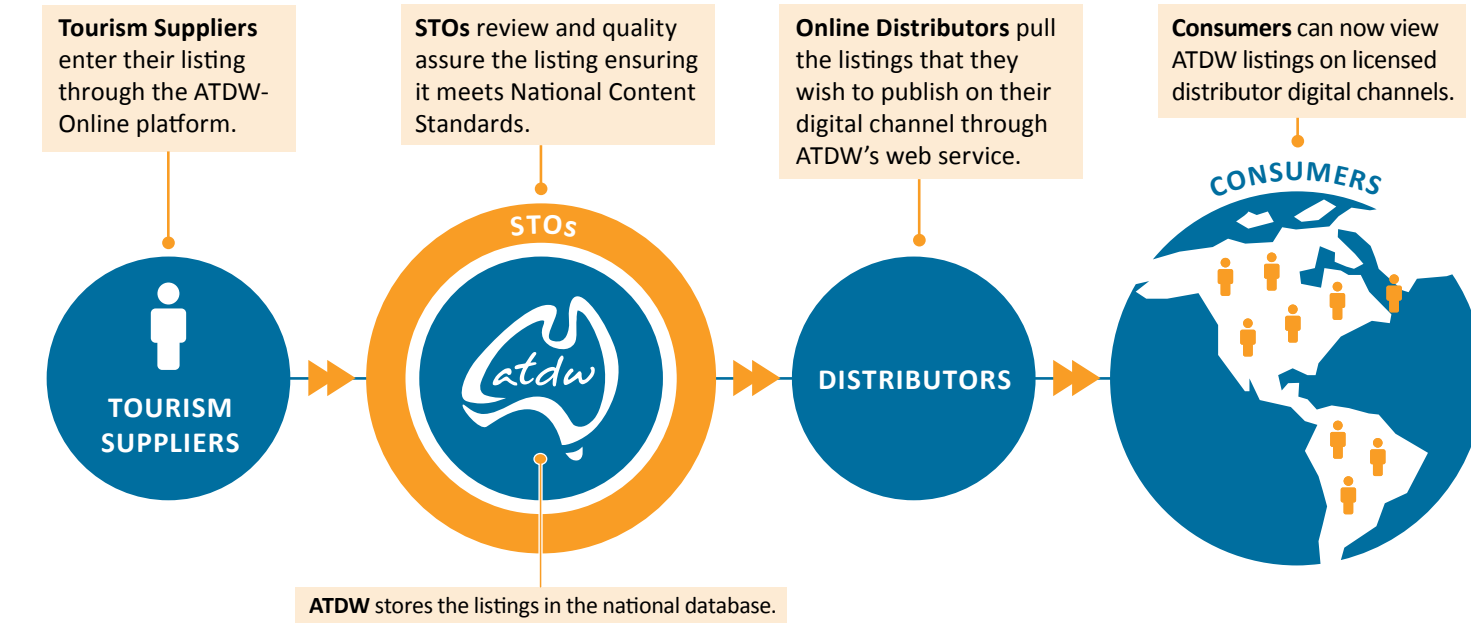 Tourism Suppliers
enter their listing
through the ATDW-
Online platform.
STOs review and quality
assure the listing ensuring
it meets National Content
Standards.
Online Distributors pull
the listings that they
wish to publish on their
digital channel through
ATDW’s web service.
Consumers can now view
ATDW listings on licensed
distributor digital channels.
TOURISM
SUPPLIERS
STOs
atdw
DISTRIBUTORS
CONSUMERS
ATDW stores the listings in the national database.